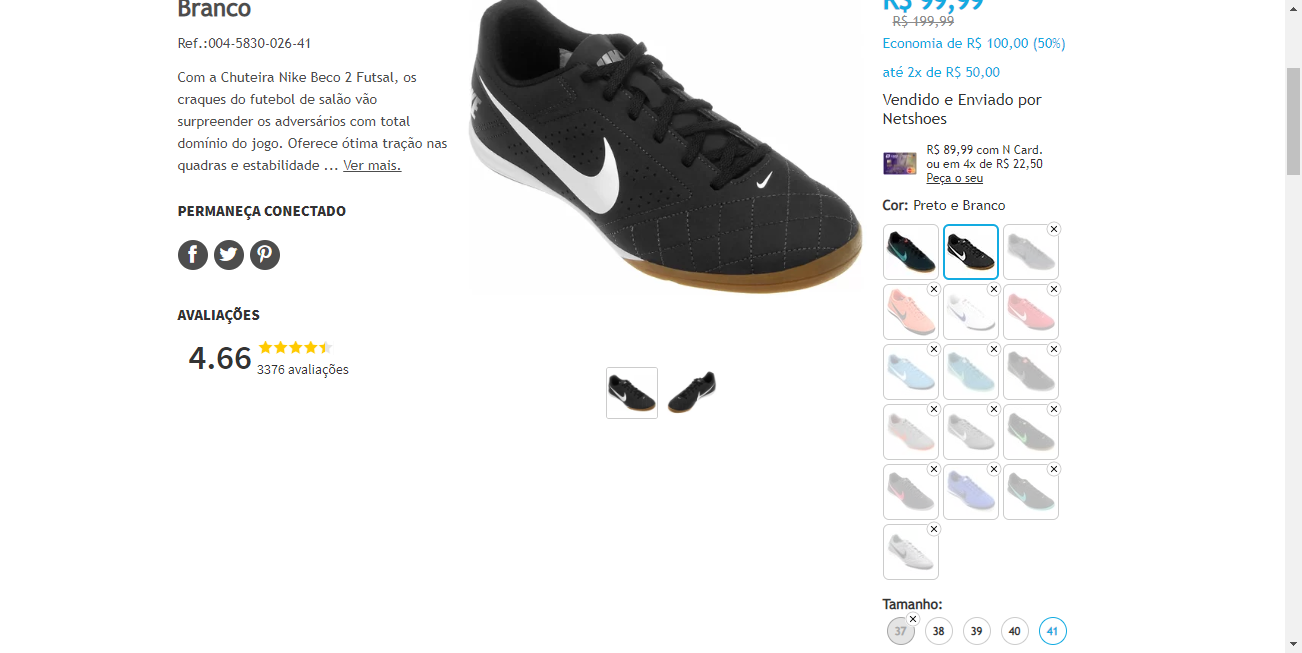 Branco
Ref.:004-5830-026-41
Com a Chuteira Nike Beco 2 Futsal, os
craques do futebol de salão vão
surpreender os adversários com total
domínio do jogo. Oferece ótima tração nas
quadras e estabilidade ... Ver mais.
PERMANEÇA CONECTADO
AVALIAÇÕES
4.66
3376 avaliações
R$ 99,99
R$ 199,99
Economia de R$ 100,00 (50%)
até 2x de R$ 50,00
Vendido e Enviado por
Netshoes
R$ 89,99 com N Card.
ou em 4x de R$ 22,50
Peça o seu
Cor: Preto e Branco
Tamanho:
37 38 39 40 41